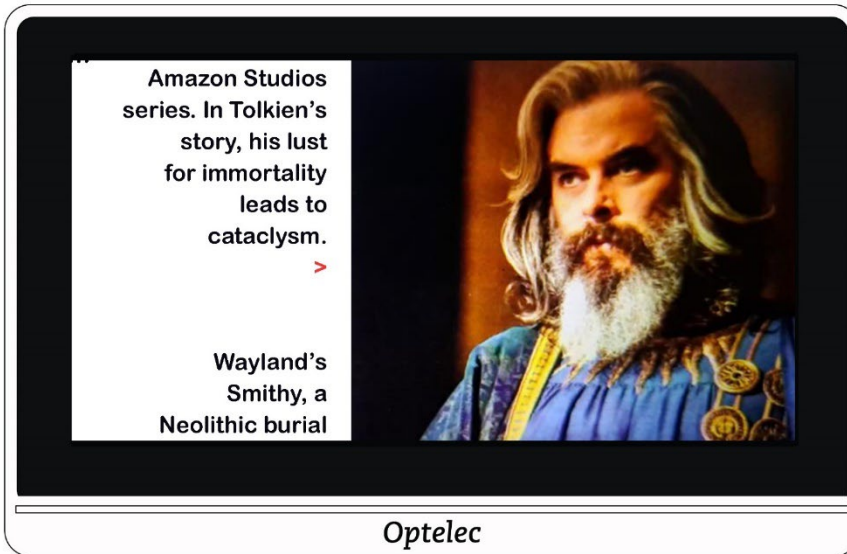 Amazon Studios
series. In Tolkien's
story, his lust
for immortality
leads to
cataclysm.
>
Wayland's
Smithy, a
Neolithic burial
Optelec